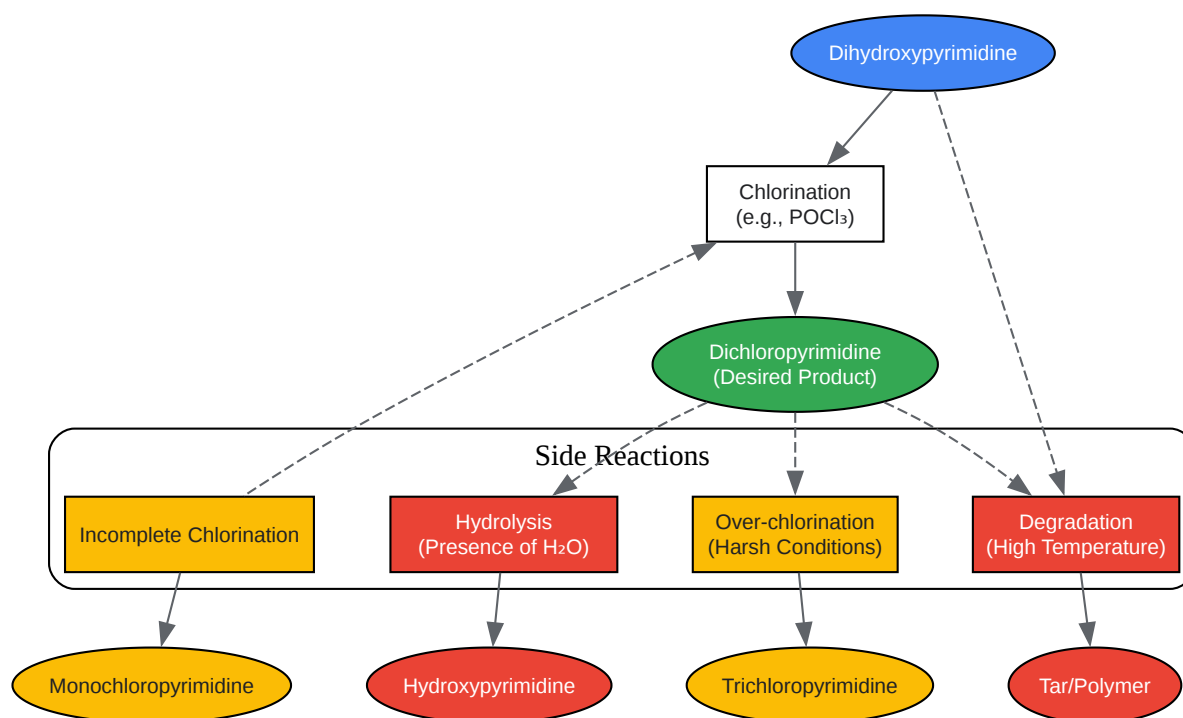 Dihydroxypyrimidine
Chlorination
(e.g., POCl₃)
Dichloropyrimidine
(Desired Product)
Side Reactions
Incomplete Chlorination
Hydrolysis
(Presence of H₂O)
Over-chlorination
(Harsh Conditions)
Degradation
(High Temperature)
Monochloropyrimidine
Hydroxypyrimidine
Trichloropyrimidine
Tar/Polymer